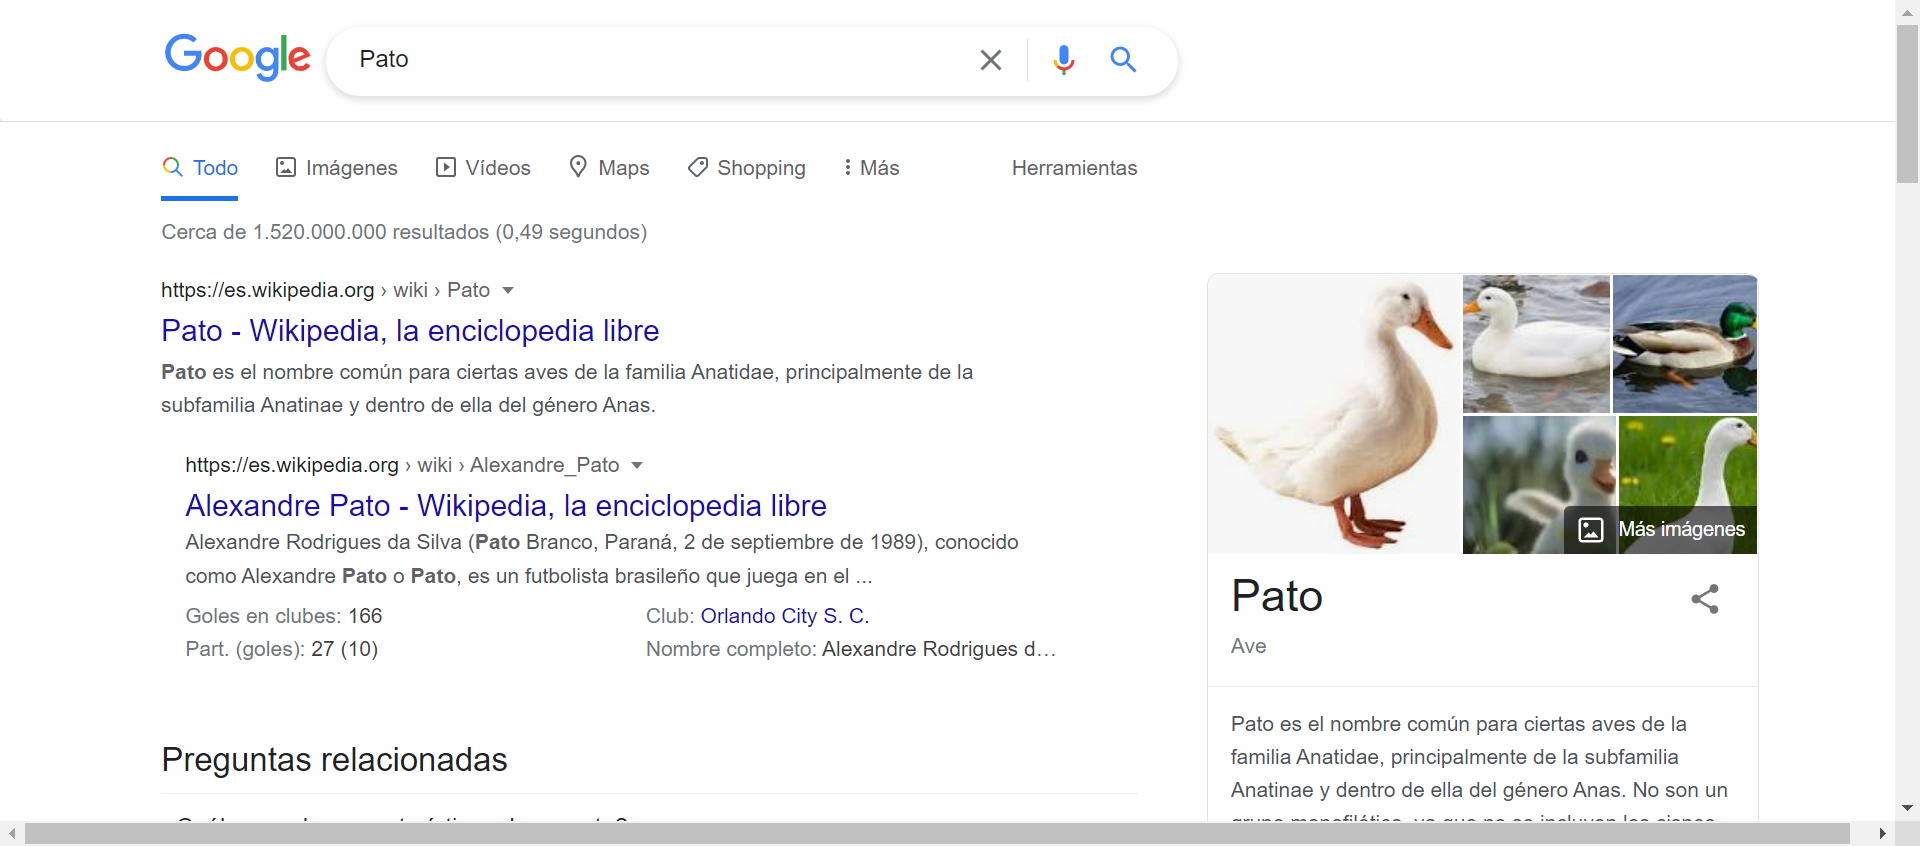 Google
Pato
Todo
Imágenes
Vídeos
Maps
Shopping
Más
Herramientas
Cerca de 1.520.000.000 resultados (0,49 segundos)
https://es.wikipedia.org › wiki › Pato
Pato - Wikipedia, la enciclopedia libre
Pato es el nombre común para ciertas aves de la familia Anatidae, principalmente de la
subfamilia Anatinae y dentro de ella del género Anas.
https://es.wikipedia.org › wiki › Alexandre_Pato
Alexandre Pato - Wikipedia, la enciclopedia libre
Alexandre Rodrigues da Silva (Pato Branco, Paraná, 2 de septiembre de 1989), conocido
como Alexandre Pato o Pato, es un futbolista brasileño que juega en el ...
Goles en clubes: 166
Club: Orlando City S. C.
Part. (goles): 27 (10)
Nombre completo: Alexandre Rodrigues d…
Preguntas relacionadas
Más imágenes
Pato
Ave
Pato es el nombre común para ciertas aves de la
familia Anatidae, principalmente de la subfamilia
Anatinae y dentro de ella del género Anas. No son un